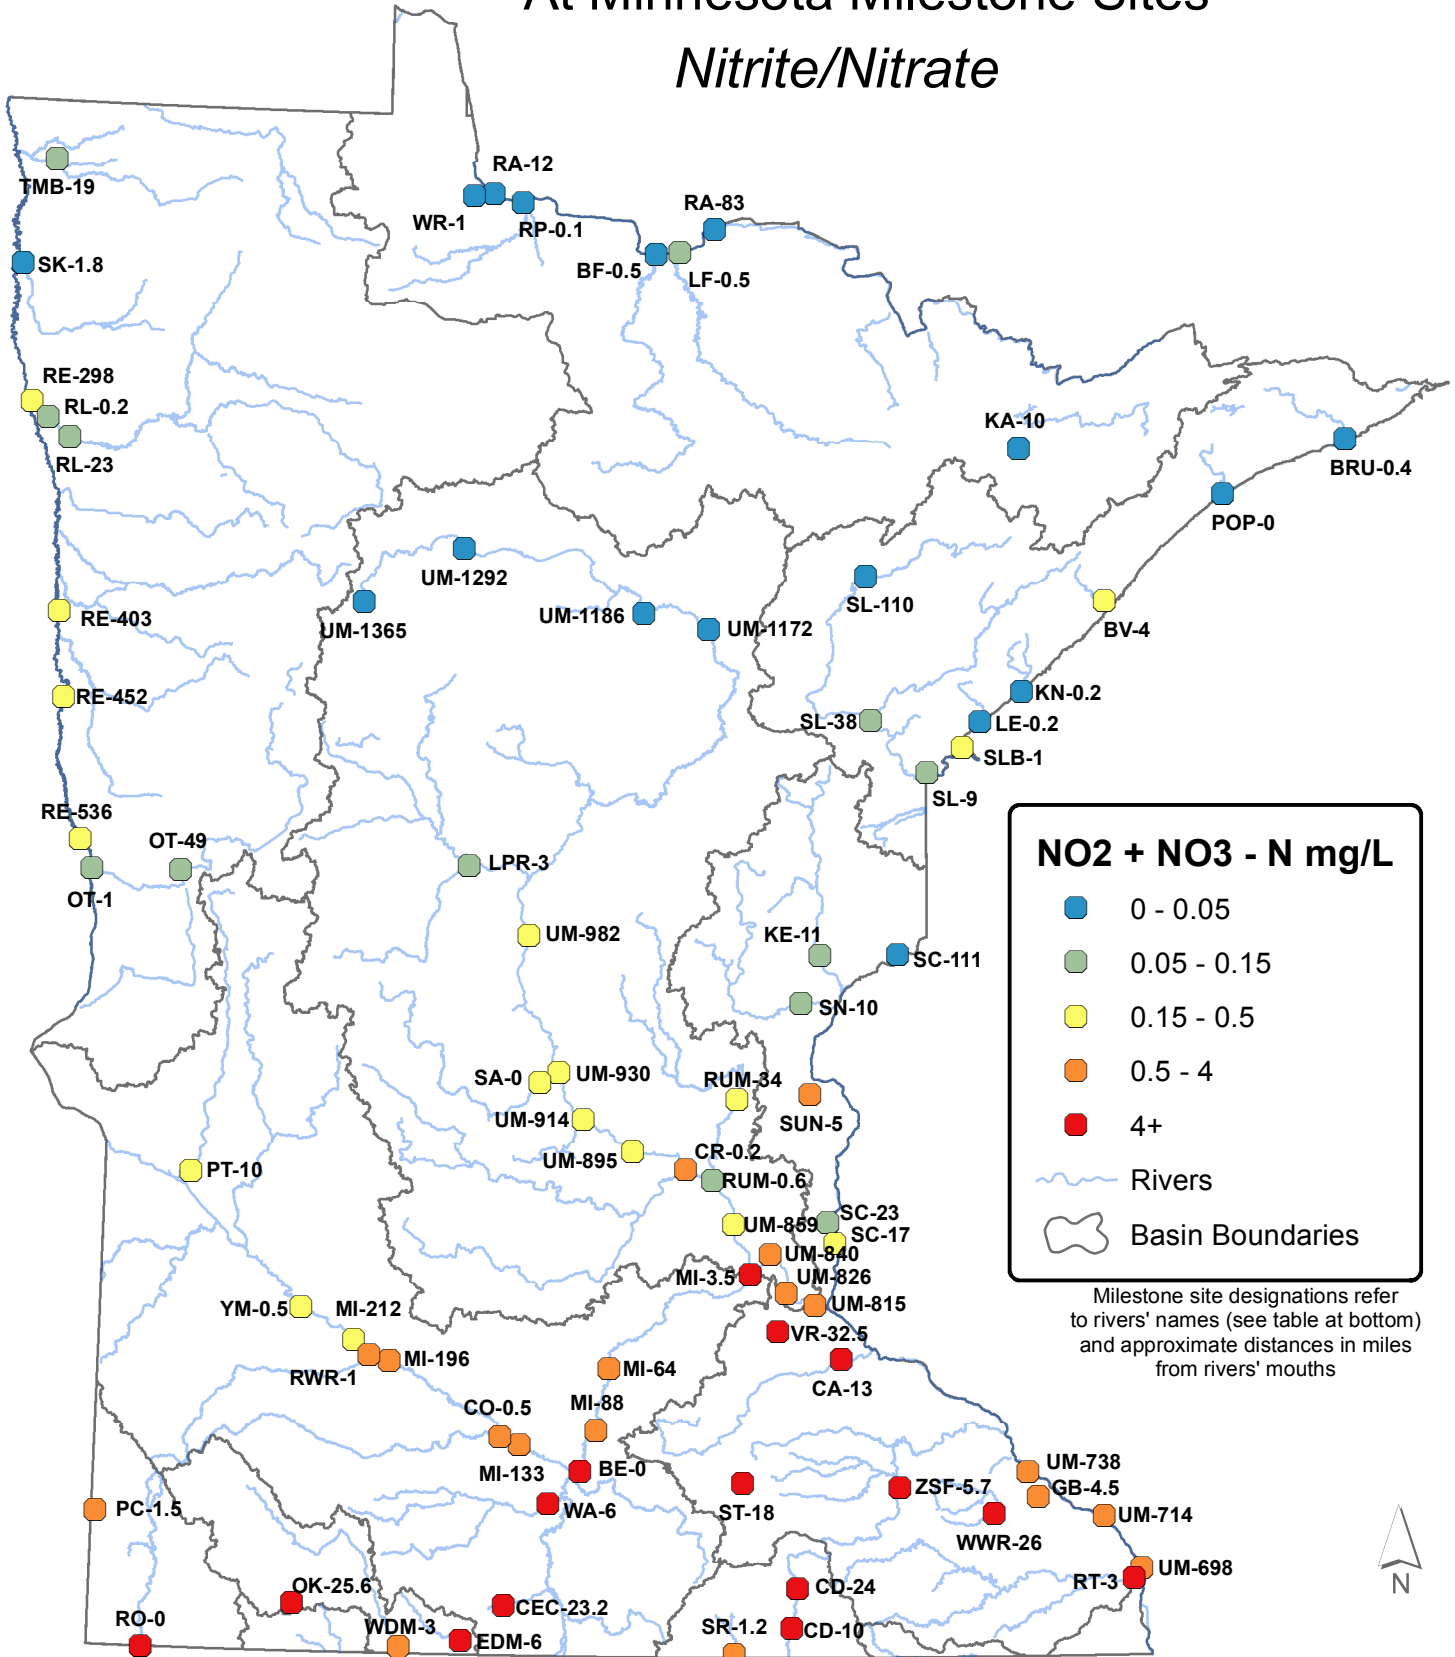 At Minnesota Milestone Sites
Nitrite/Nitrate
RA-12
TMB-19
WR-1
RP-0.1
RA-83
SK-1.8
BF-0.5
LF-0.5
RE-298
RL-0.2
RL-23
KA-10
BRU-0.4
POP-0
UM-1292
UM-1365
UM-1186
UM-1172
SL-110
RE-403
BV-4
RE-452
KN-0.2
SL-38
LE-0.2
SLB-1
SL-9
RE-536
OT-49
OT-1
LPR-3
UM-982
KE-11
SC-111
SN-10
SA-0
UM-930
RUM-34
UM-914
SUN-5
UM-895
CR-0.2
PT-10
RUM-0.6
SC-23
UM-859
SC-17
UM-840
MI-3.5
UM-826
YM-0.5
MI-212
UM-815
VR-32.5
RWR-1
MI-196
MI-64
CA-13
CO-0.5
MI-88
MI-133
BE-0
UM-738
GB-4.5
PC-1.5
WA-6
ST-18
ZSF-5.7
UM-714
WWR-26
UM-698
RT-3
OK-25.6
CD-24
RO-0
WDM-3
CEC-23.2
EDM-6
SR-1.2
CD-10
NO2 + NO3 - N mg/L
0 - 0.05
0.05 - 0.15
0.15 - 0.5
0.5 - 4
4+
Rivers
Basin Boundaries
Milestone site designations refer
to rivers' names (see table at bottom)
and approximate distances in miles
from rivers' mouths
N